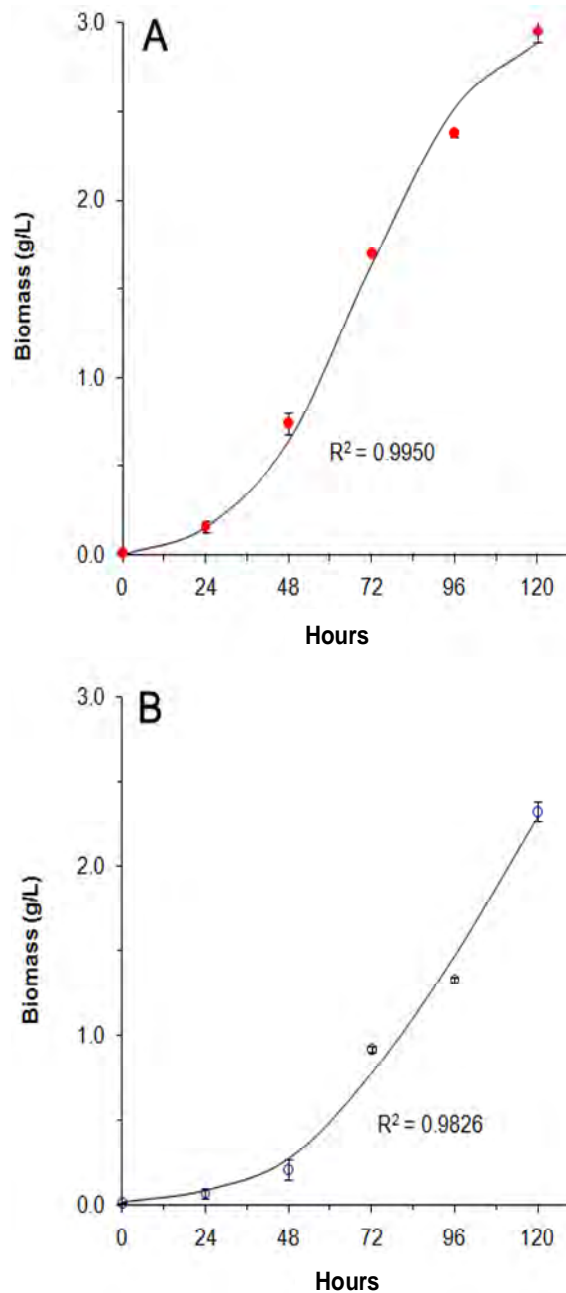 A
3.0
2.0
1.0
0.0
Biomass (g/L)
R² = 0.9950
0 24 48 72 96 120
Hours
B
3.0
2.0
1.0
0.0
Biomass (g/L)
R² = 0.9826
0 24 48 72 96 120
Hours